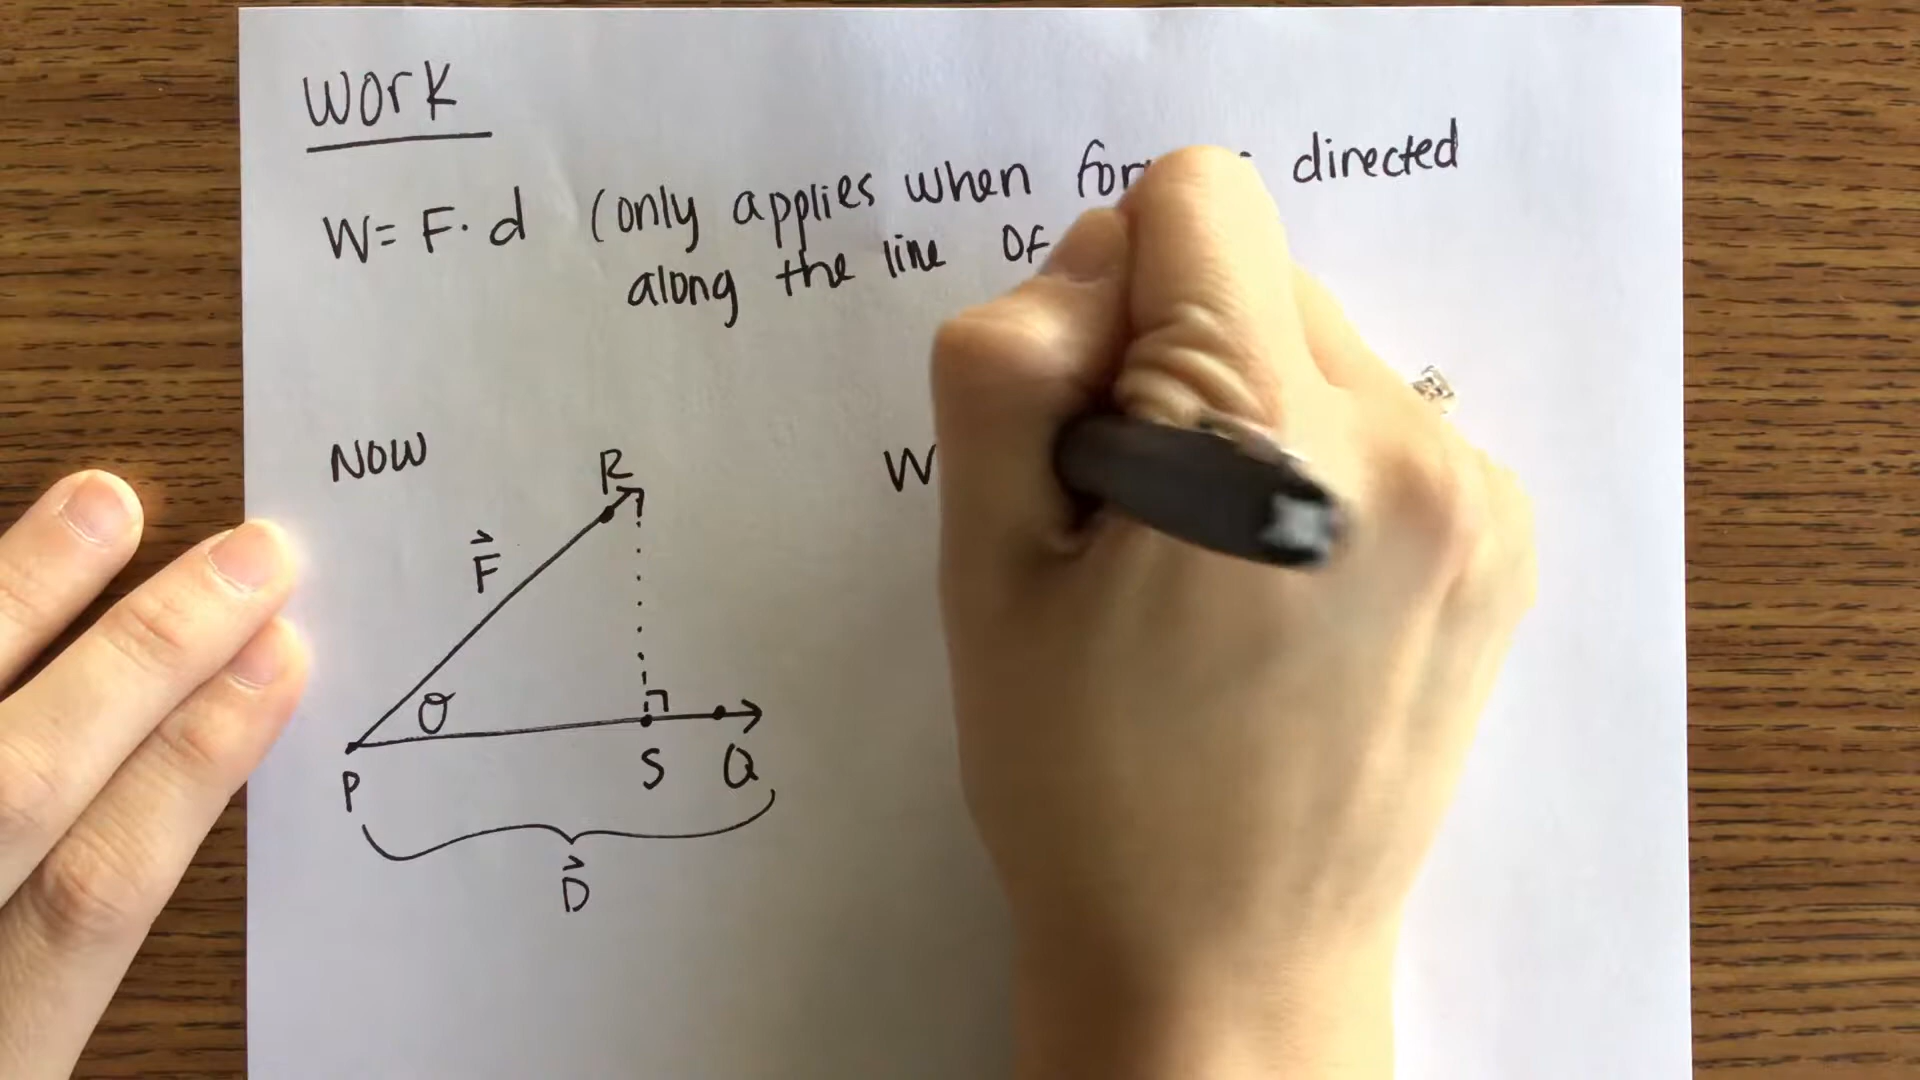 Work
W= F·d (only applies when directed
along the line of
NOW
R
W
F
θ
P
S Q
D